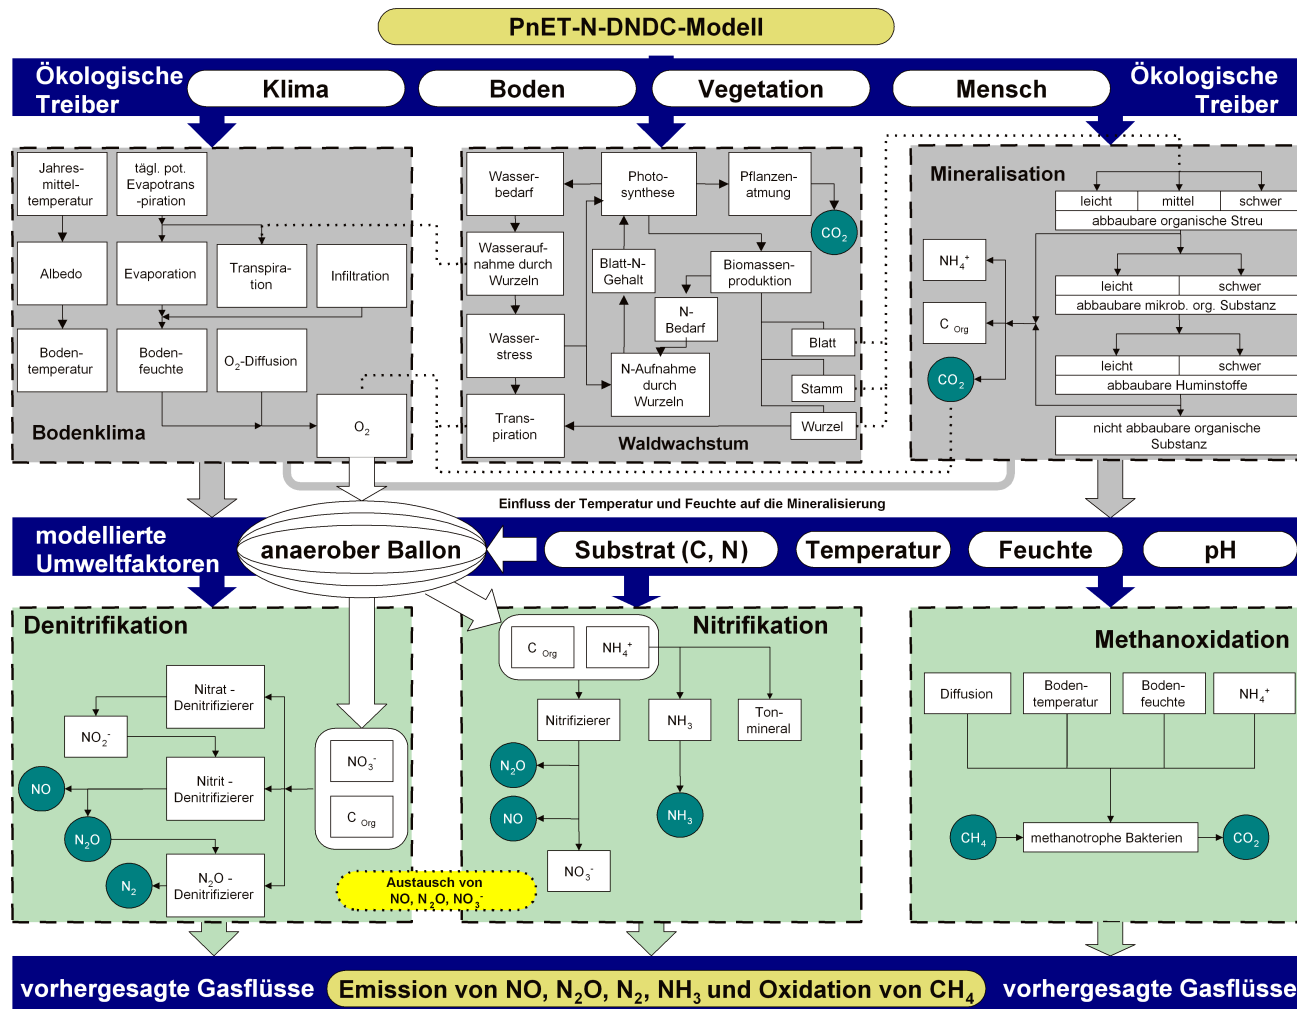 PnET-N-DNDC-Modell
Ökologische
Treiber
Klima
Boden
Vegetation
Mensch
Ökologische
Treiber
Jahres-
mittel-
temperatur
tägl. pot.
Evapotrans
-piration
Albedo
Evaporation
Transpira-
tion
Infiltration
Boden-
temperatur
Boden-
feuchte
O₂-Diffusion
O₂
Bodenklima
Wasser-
bedarf
Photo-
synthese
Pflanzen-
atmung
CO₂
Wasserauf-
nahme durch
Wurzeln
Blatt-N-
Gehalt
Biomassen-
produktion
N-
Bedarf
Wasser-
stress
N-Aufnahme
durch
Wurzeln
Blatt
Stamm
Wurzel
Trans-
piration
Waldwachstum
Mineralisation
leicht
mittel
schwer
abbaubare organische Streu
NH₄⁺
leicht
schwer
abbaubare mikrob. org. Substanz
C Org
leicht
schwer
abbaubare Huminstoffe
CO₂
nicht abbaubare organische
Substanz
Einfluss der Temperatur und Feuchte auf die Mineralisierung
modellierte
Umweltfaktoren
anaerober Ballon
Substrat (C, N)
Temperatur
Feuchte
pH
Denitrifikation
Nitrat -
Denitrifizierer
NO₂⁻
Nitrit -
Denitrifizierer
NO
N₂O
N₂O -
Denitrifizierer
N₂
NO₃⁻
C Org
Austausch von
NO, N₂O, NO₃⁻
Nitrifikation
C Org
NH₄⁺
Nitrifizierer
NH₃
Ton-
mineral
N₂O
NO
NH₃
NO₃⁻
Methanoxidation
Diffusion
Boden-
temperatur
Boden-
feuchte
NH₄⁺
CH₄
methanotrophe Bakterien
CO₂
vorhergesagte Gasflüsse
Emission von NO, N₂O, N₂, NH₃ und Oxidation von CH₄
vorhergesagte Gasflüsse